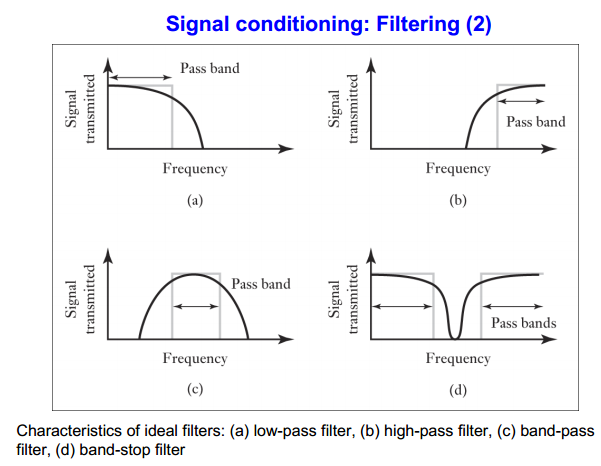 Signal conditioning: Filtering (2)
Pass band
Signal
transmitted
Frequency
(a)
Signal
transmitted
Pass band
Frequency
(b)
Signal
transmitted
Pass band
Frequency
(c)
Signal
transmitted
Pass bands
Frequency
(d)
Characteristics of ideal filters: (a) low-pass filter, (b) high-pass filter, (c) band-pass
filter, (d) band-stop filter